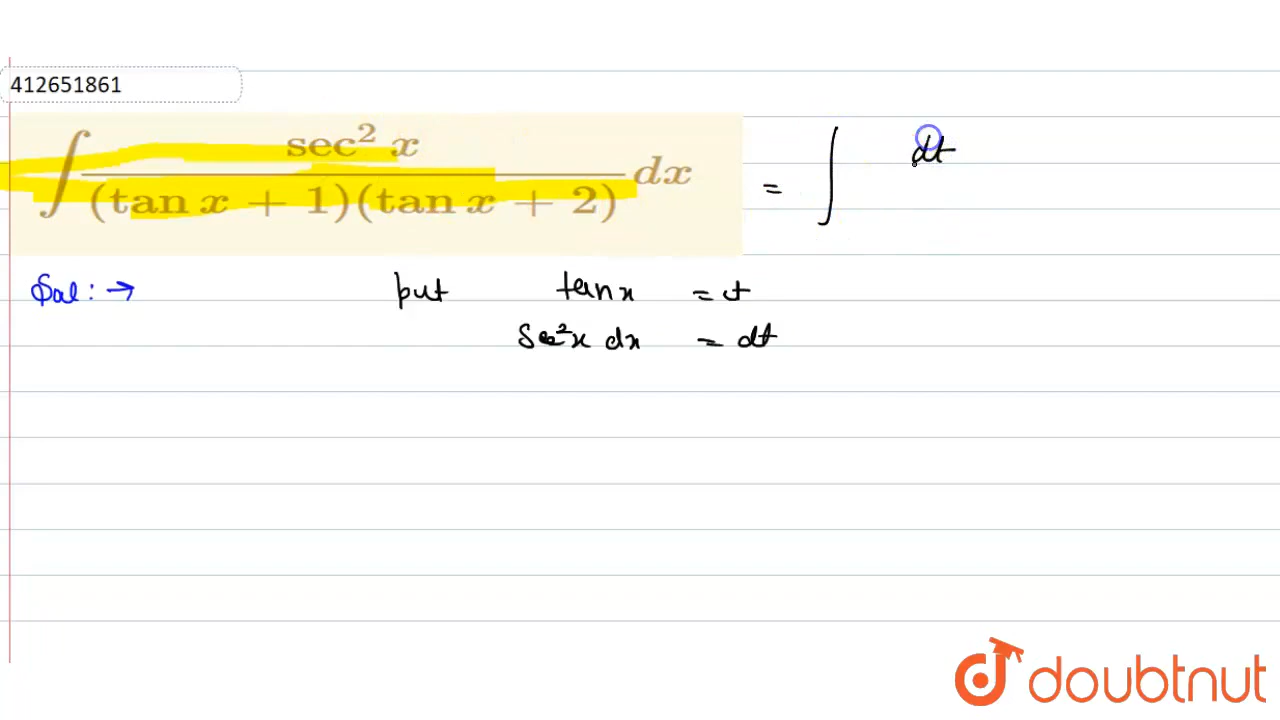 412651861
∫ sec² x / (tan x + 1)(tan x + 2) dx = ∫ dt
Sol : → put tan x = t
sec²x dx = dt
doubtnut